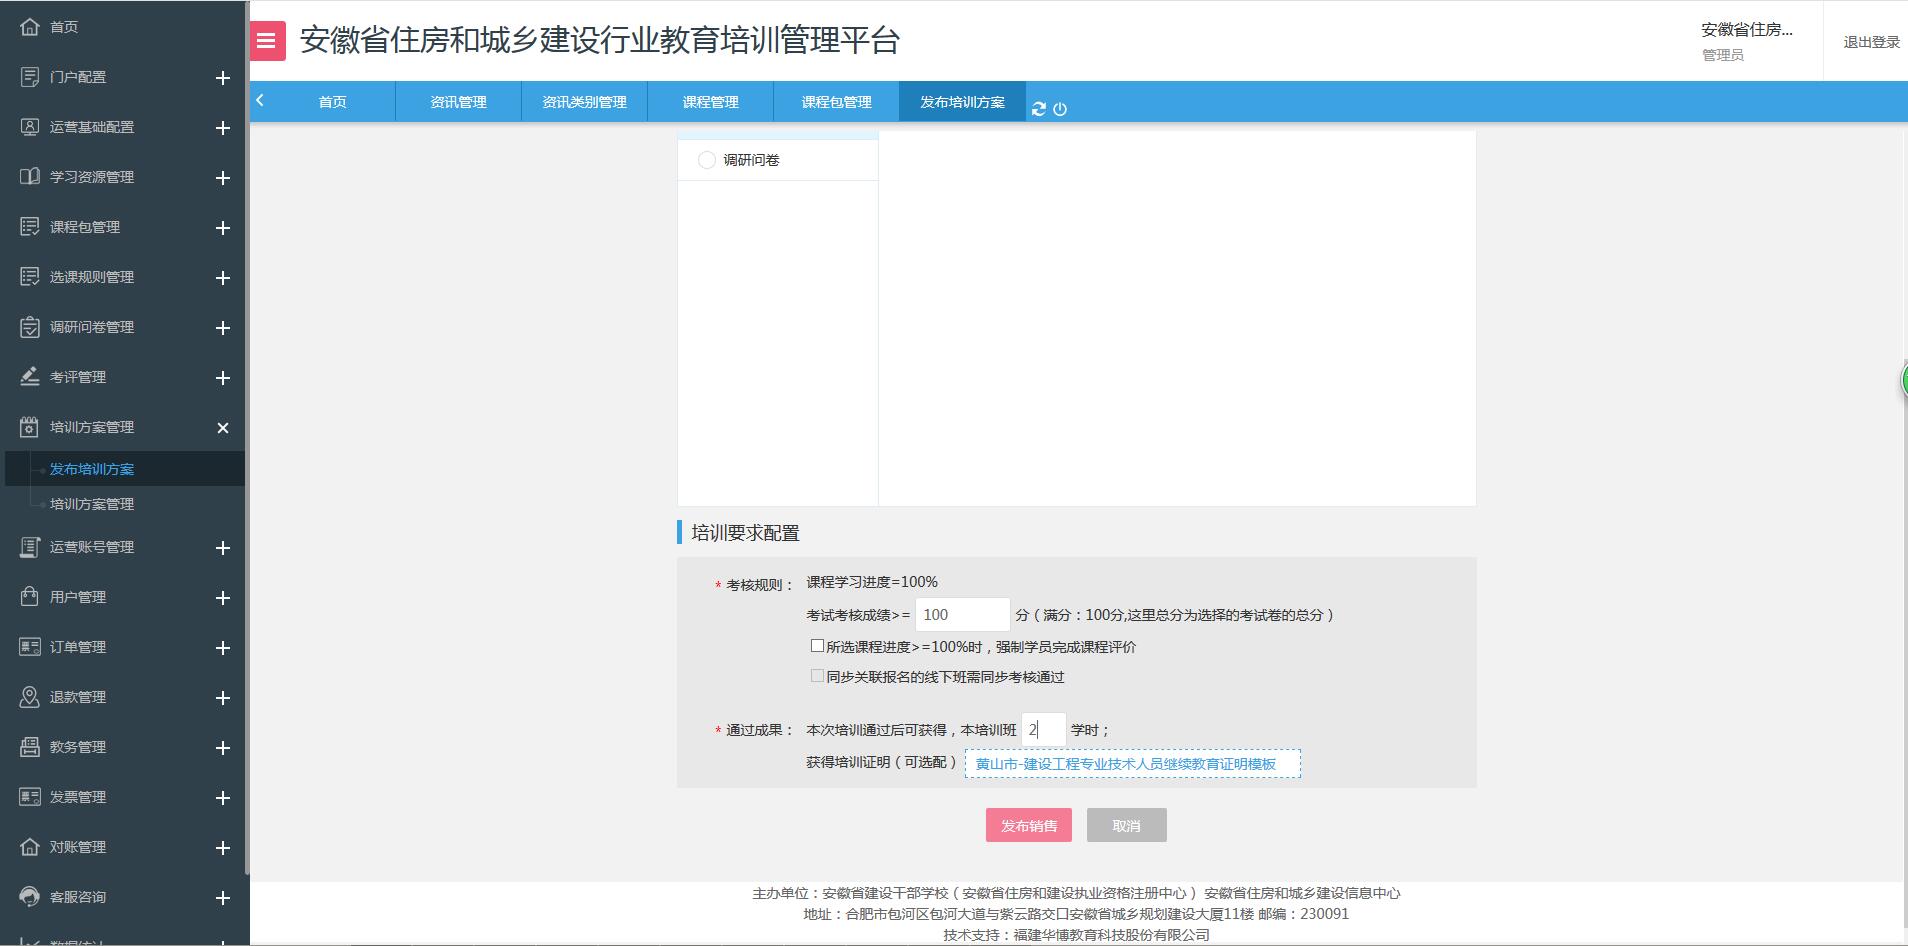 首页
门户配置
运营基础配置
学习资源管理
课程包管理
选课规则管理
调研问卷管理
考评管理
培训方案管理
发布培训方案
培训方案管理
运营账号管理
用户管理
订单管理
退款管理
教务管理
发票管理
对账管理
客服咨询
数据统计
安徽省住房和城乡建设行业教育培训管理平台
安徽省住房...
管理员
退出登录
首页 资讯管理 资讯类别管理 课程管理 课程包管理 发布培训方案
调研问卷
培训要求配置
* 考核规则： 课程学习进度=100%
考试考核成绩>= 100 分（满分：100分,这里总分为选择的考试卷的总分）
所选课程进度>=100%时，强制学员完成课程评价
同步关联报名的线下班需同步考核通过
* 通过成果： 本次培训通过后可获得，本培训班 2 学时；
获得培训证明（可选配） 黄山市-建设工程专业技术人员继续教育证明模板
发布销售 取消
主办单位：安徽省建设干部学校（安徽省住房和建设执业资格注册中心） 安徽省住房和城乡建设信息中心
地址：合肥市包河区包河大道与紫云路交口安徽省城乡规划建设大厦11楼 邮编：230091
技术支持：福建华博教育科技股份有限公司